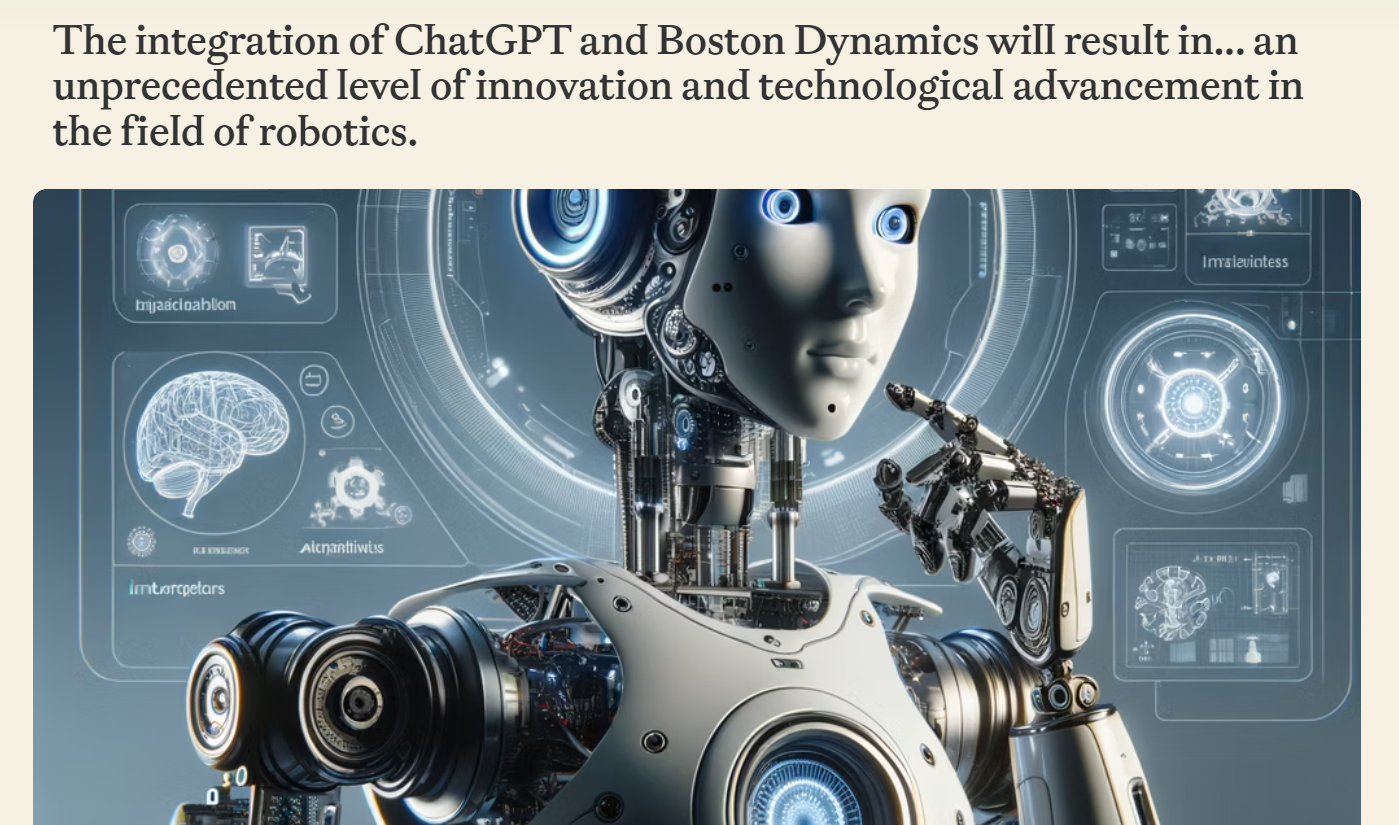 The integration of ChatGPT and Boston Dynamics will result in... an
unprecedented level of innovation and technological advancement in
the field of robotics.